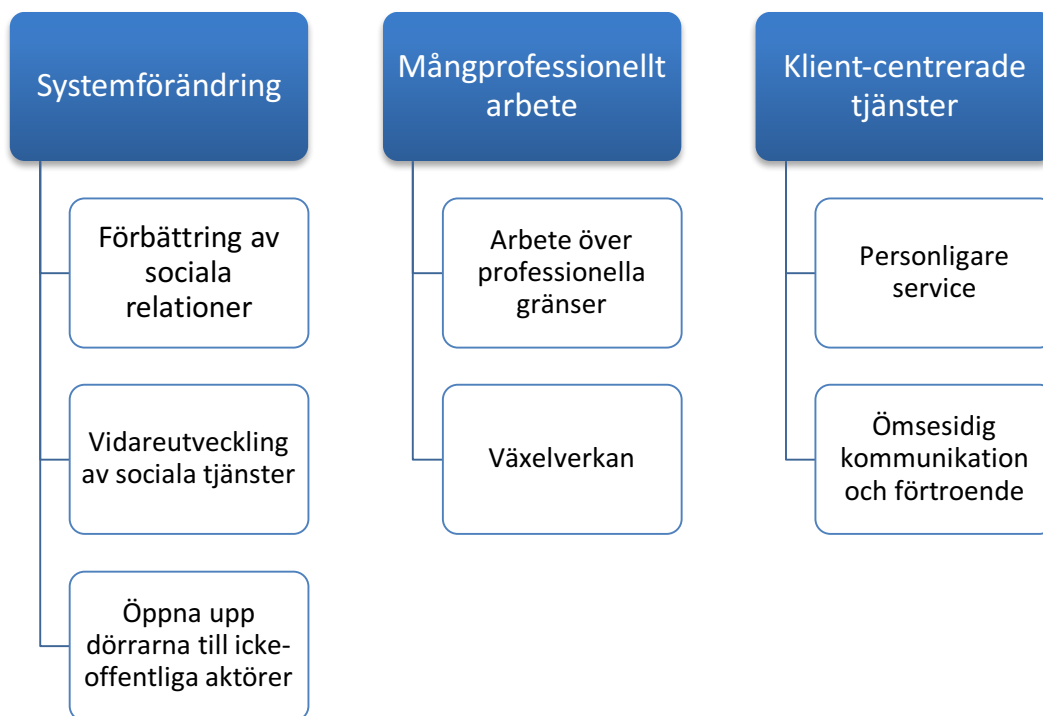 Systemförändring
Förbättring av
sociala
relationer
Vidareutveckling
av sociala tjänster
Öppna upp
dörrarna till icke-
offentliga aktörer
Mångprofessionellt
arbete
Arbete över
professionella
gränser
Växelverkan
Klient-centrerade
tjänster
Personligare
service
Ömsesidig
kommunikation
och förtroende